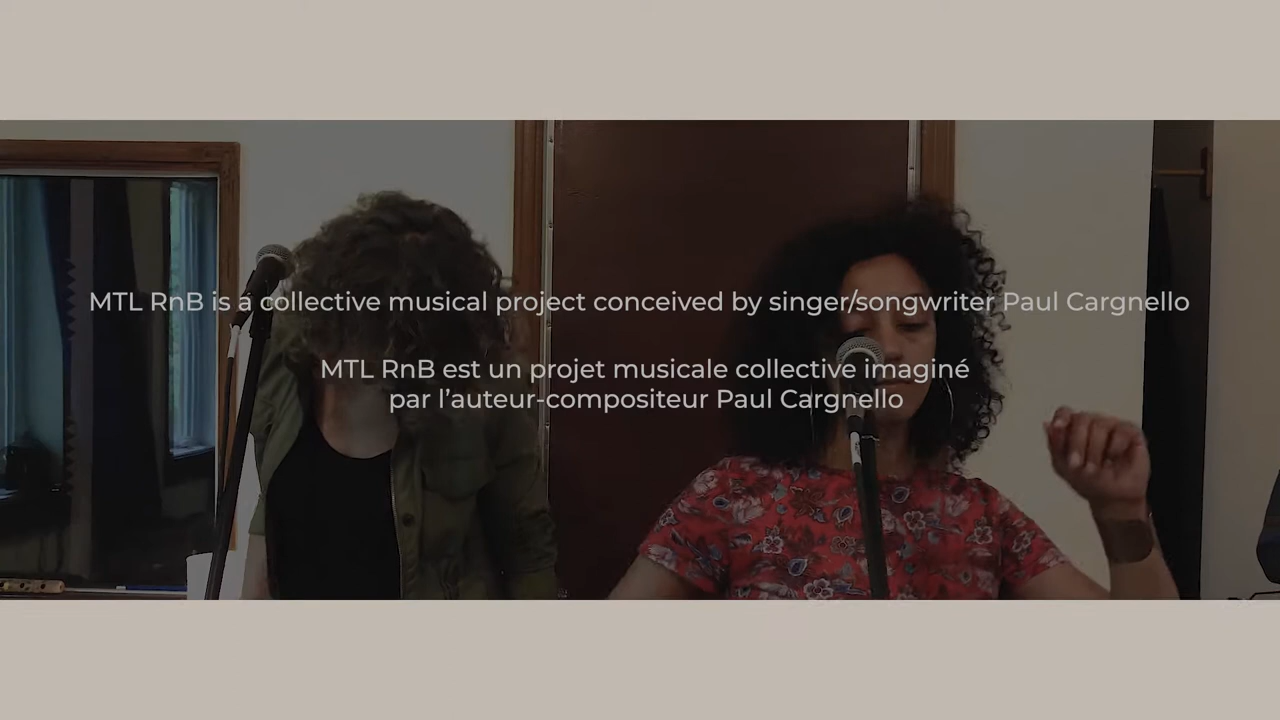 MTL RnB is a collective musical project conceived by singer/songwriter Paul Cargnello
MTL RnB est un projet musicale collective imaginé
par l’auteur-compositeur Paul Cargnello